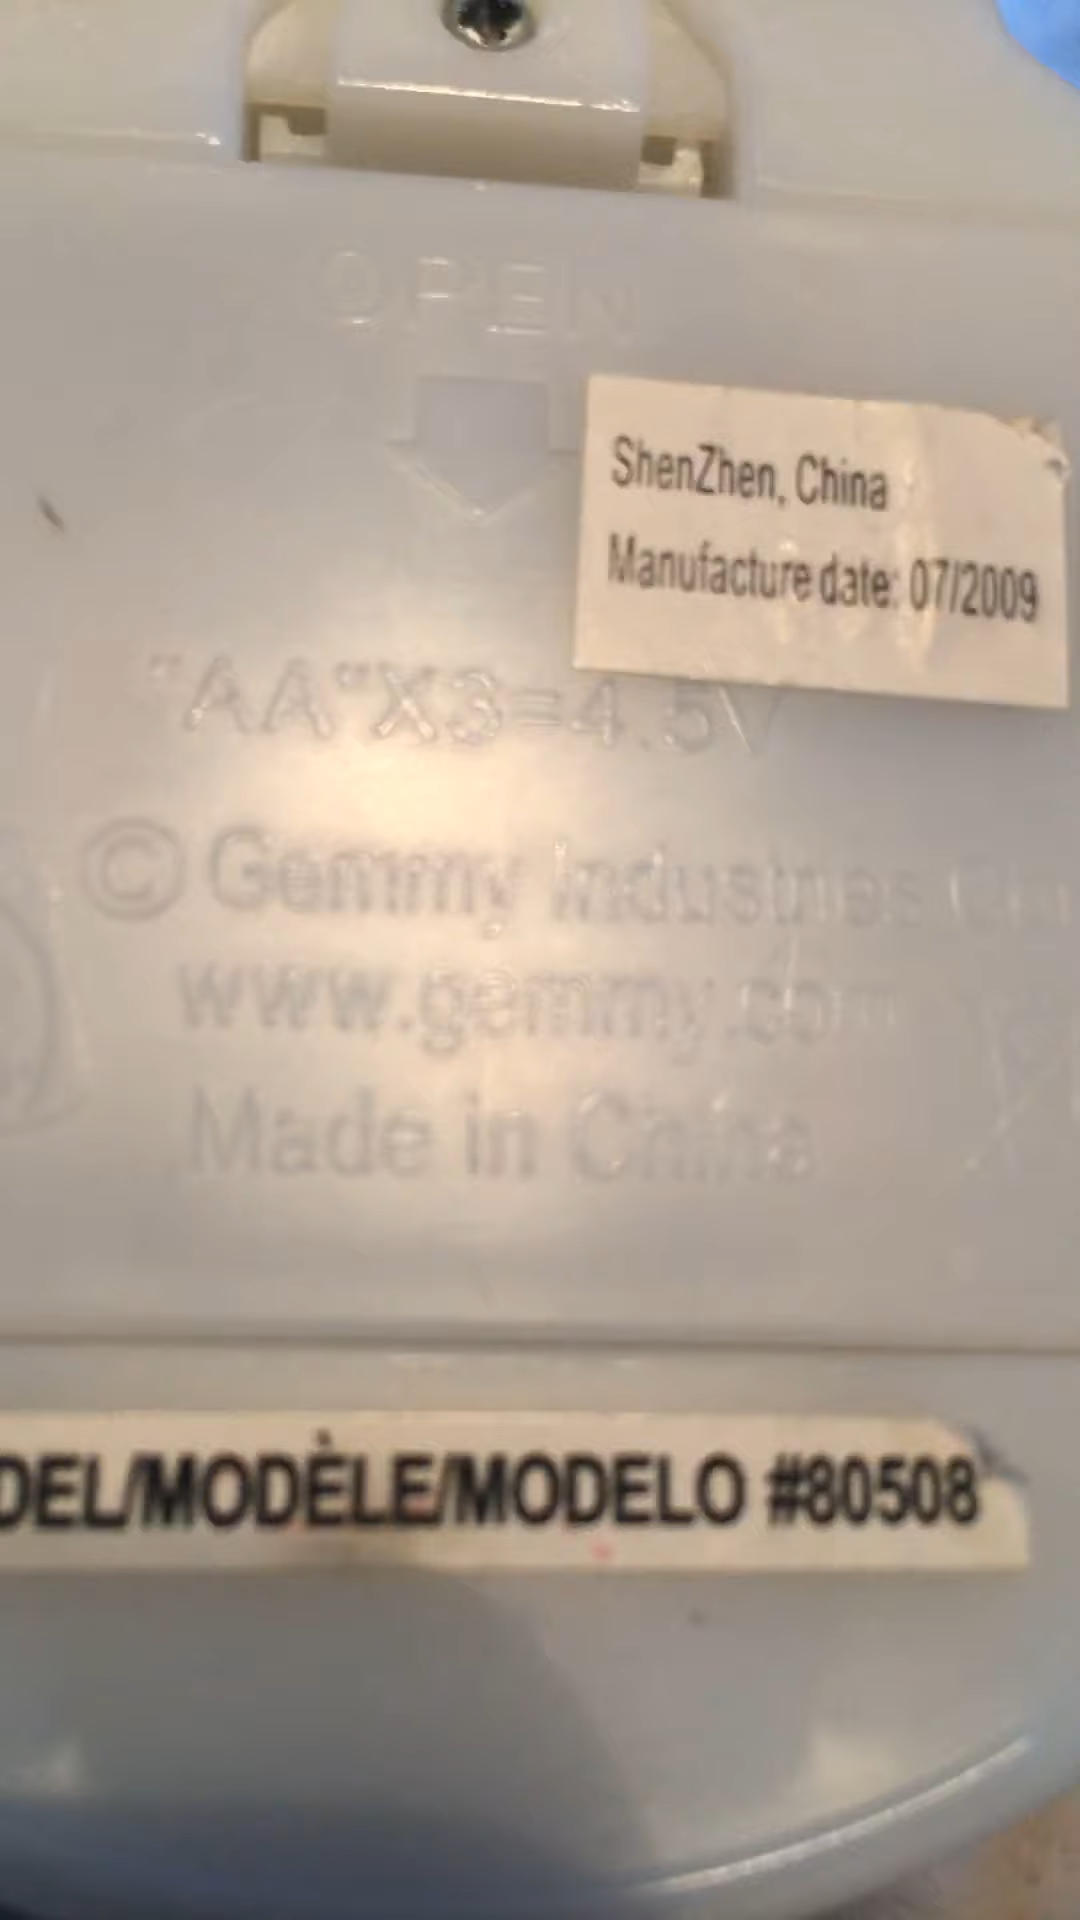 OPEN
ShenZhen, China
Manufacture date: 07/2009
"AA"X3=4.5V
© Gemmy Industries
www.gemmy.com
Made in China
DEL/MODÈLE/MODELO #80508